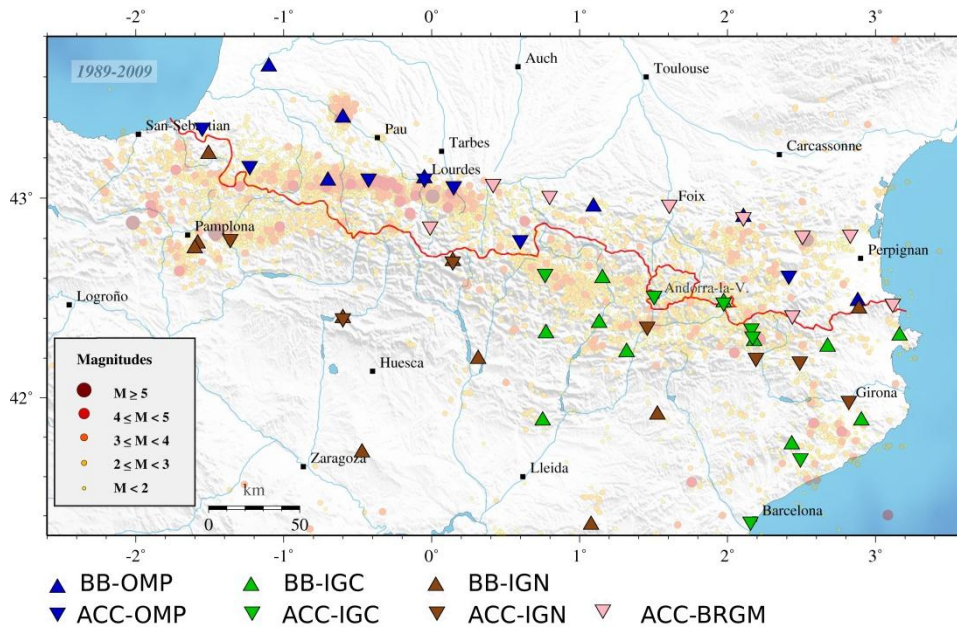 -2° -1° 0° 1° 2° 3°
1989-2009
Auch
Toulouse
San-Sebastian
Pau
Tarbes
Carcassonne
Lourdes
43°
Foix
43°
Pamplona
Perpignan
Logroño
Andorra-la-V.
Magnitudes
Huesca
M ≥ 5
42°
4 ≤ M < 5
Girona
42°
3 ≤ M < 4
2 ≤ M < 3
Zaragoza
Lleida
M < 2
km
0 50
Barcelona
-2° -1° 0° 1° 2° 3°
BB-OMP BB-IGC BB-IGN
ACC-OMP ACC-IGC ACC-IGN ACC-BRGM